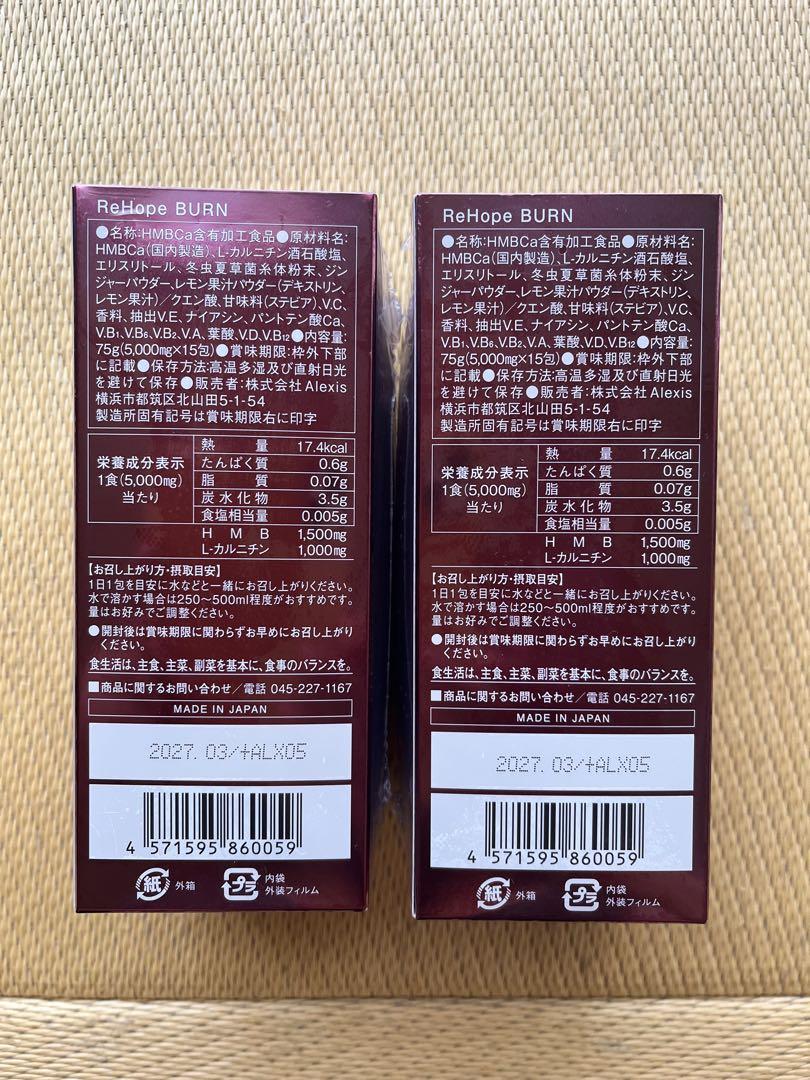 ReHope BURN
●名称:HMBCa含有加工食品●原材料名:
HMBCa(国内製造)、L-カルニチン酒石酸塩、
エリスリトール、冬虫夏草菌糸体粉末、ジン
ジャーパウダー、レモン果汁パウダー(デキストリン、
レモン果汁)/クエン酸、甘味料(ステビア)、V.C、
香料、抽出V.E、ナイアシン、パントテン酸Ca、
V.B₁、V.B₆、V.B₂、V.A、葉酸、V.D、V.B₁₂●内容量:
75g(5,000mg×15包)●賞味期限:枠外下部
に記載●保存方法:高温多湿及び直射日光
を避けて保存●販売者:株式会社Alexis
横浜市都筑区北山田5-1-54
製造所固有記号は賞味期限右に印字
栄養成分表示
1食(5,000mg)
当たり
熱量 17.4kcal
たんぱく質 0.6g
脂質 0.07g
炭水化物 3.5g
食塩相当量 0.005g
HMB 1,500mg
L-カルニチン 1,000mg
【お召し上がり方・摂取目安】
1日1包を目安に水などと一緒にお召し上がりください。
水で溶かす場合は250~500ml程度がおすすめです。
量はお好みでご調整ください。
●開封後は賞味期限に関わらずお早めにお召し上がり
ください。
食生活は、主食、主菜、副菜を基本に、食事のバランスを。
■商品に関するお問い合わせ/電話 045-227-1167
MADE IN JAPAN
2027. 03/+ALX05
4 571595 860059
紙 外箱
プラ 内袋
外装フィルム
ReHope BURN
●名称:HMBCa含有加工食品●原材料名:
HMBCa(国内製造)、L-カルニチン酒石酸塩、
エリスリトール、冬虫夏草菌糸体粉末、ジン
ジャーパウダー、レモン果汁パウダー(デキストリン、
レモン果汁)/クエン酸、甘味料(ステビア)、V.C、
香料、抽出V.E、ナイアシン、パントテン酸Ca、
V.B₁、V.B₆、V.B₂、V.A、葉酸、V.D、V.B₁₂●内容量:
75g(5,000mg×15包)●賞味期限:枠外下部
に記載●保存方法:高温多湿及び直射日光
を避けて保存●販売者:株式会社Alexis
横浜市都筑区北山田5-1-54
製造所固有記号は賞味期限右に印字
栄養成分表示
1食(5,000mg)
当たり
熱量 17.4kcal
たんぱく質 0.6g
脂質 0.07g
炭水化物 3.5g
食塩相当量 0.005g
HMB 1,500mg
L-カルニチン 1,000mg
【お召し上がり方・摂取目安】
1日1包を目安に水などと一緒にお召し上がりください。
水で溶かす場合は250~500ml程度がおすすめです。
量はお好みでご調整ください。
●開封後は賞味期限に関わらずお早めにお召し上がり
ください。
食生活は、主食、主菜、副菜を基本に、食事のバランスを。
■商品に関するお問い合わせ/電話 045-227-1167
MADE IN JAPAN
2027. 03/+ALX05
4 571595 860059
紙 外箱
プラ 内袋
外装フィルム